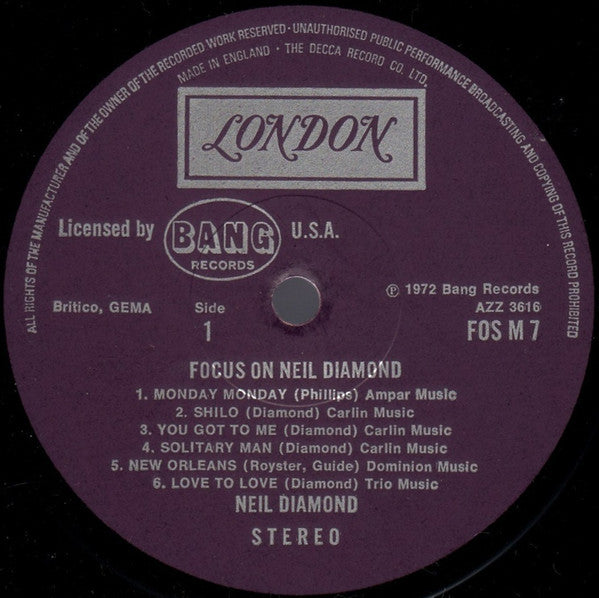 ALL RIGHTS OF THE MANUFACTURER AND OF THE OWNER OF THE RECORDED WORK RESERVED · UNAUTHORISED PUBLIC PERFORMANCE BROADCASTING AND COPYING OF THIS RECORD PROHIBITED
MADE IN ENGLAND · THE DECCA RECORD CO. LTD.
LONDON
Licensed by BANG RECORDS U.S.A.
℗ 1972 Bang Records
Britico, GEMA Side AZZ 3616
1 FOS M 7
FOCUS ON NEIL DIAMOND
1. MONDAY MONDAY (Phillips) Ampar Music
2. SHILO (Diamond) Carlin Music
3. YOU GOT TO ME (Diamond) Carlin Music
4. SOLITARY MAN (Diamond) Carlin Music
5. NEW ORLEANS (Royster, Guide) Dominion Music
6. LOVE TO LOVE (Diamond) Trio Music
NEIL DIAMOND
STEREO